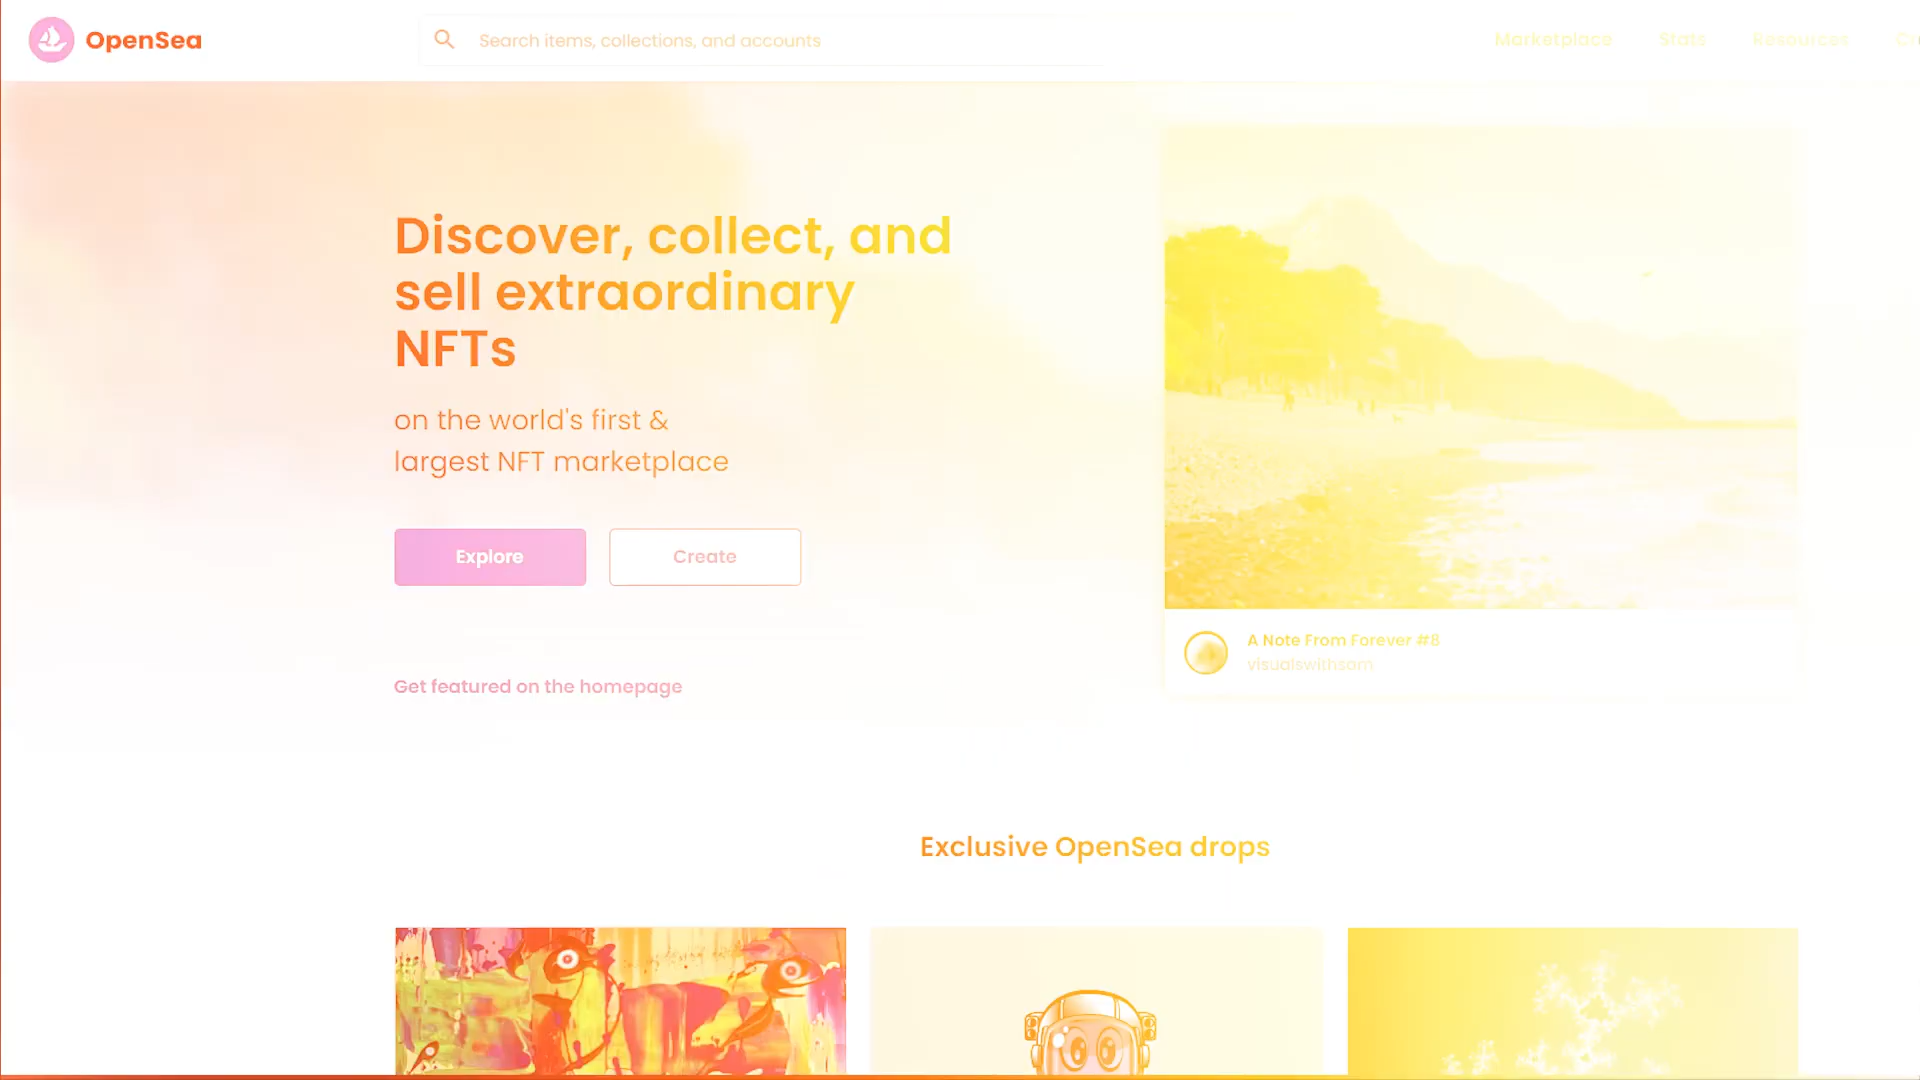 OpenSea
Search items, collections, and accounts
Marketplace
Stats
Resources
Discover, collect, and
sell extraordinary
NFTs
on the world's first &
largest NFT marketplace
Explore
Create
A Note From Forever #8
visualswithsam
Get featured on the homepage
Exclusive OpenSea drops